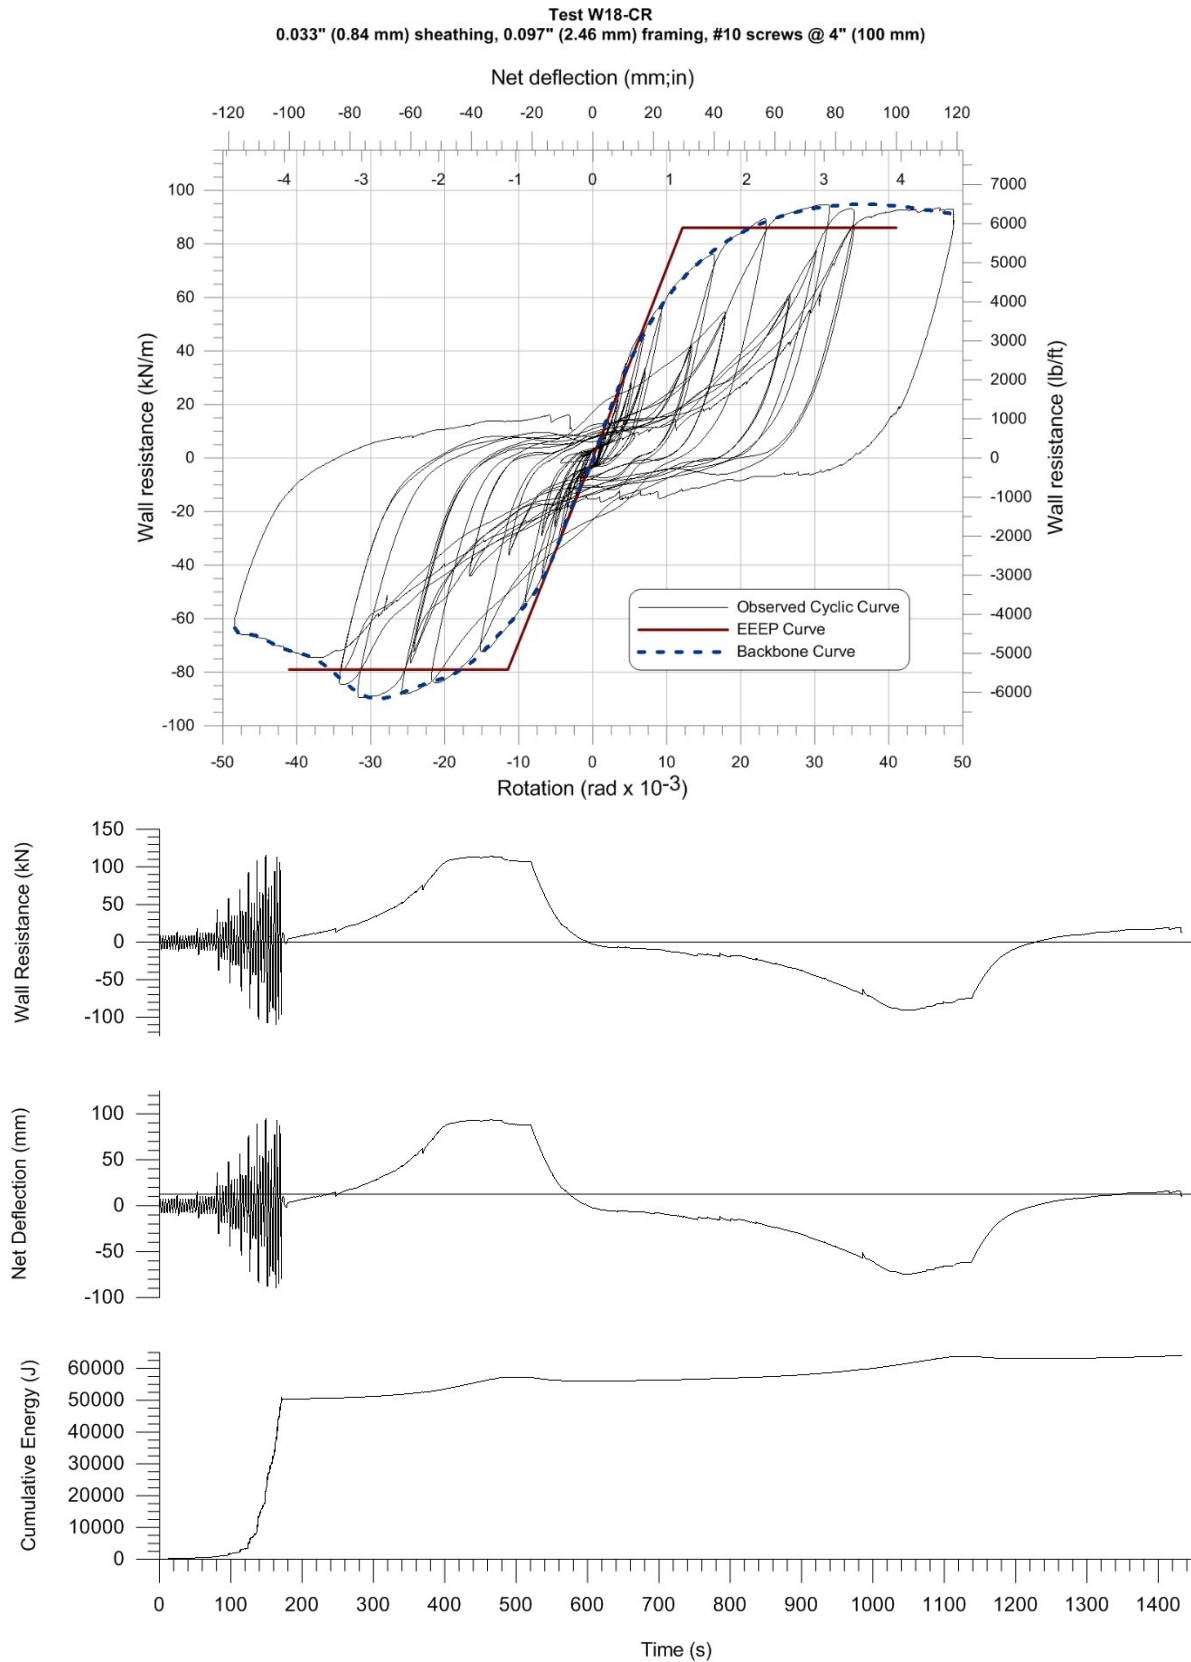 Test W18-CR
0.033" (0.84 mm) sheathing, 0.097" (2.46 mm) framing, #10 screws @ 4" (100 mm)
Net deflection (mm;in)
-120 -100 -80 -60 -40 -20 0 20 40 60 80 100 120
-4 -3 -2 -1 0 1 2 3 4
Wall resistance (kN/m)
100
80
60
40
20
0
-20
-40
-60
-80
-100
7000
6000
5000
4000
3000
2000
1000
0
-1000
-2000
-3000
-4000
-5000
-6000
Wall resistance (lb/ft)
Observed Cyclic Curve
EEEP Curve
Backbone Curve
-50 -40 -30 -20 -10 0 10 20 30 40 50
Rotation (rad x 10-3)
Wall Resistance (kN)
150
100
50
0
-50
-100
Net Deflection (mm)
100
50
0
-50
-100
Cumulative Energy (J)
60000
50000
40000
30000
20000
10000
0
0 100 200 300 400 500 600 700 800 900 1000 1100 1200 1300 1400
Time (s)